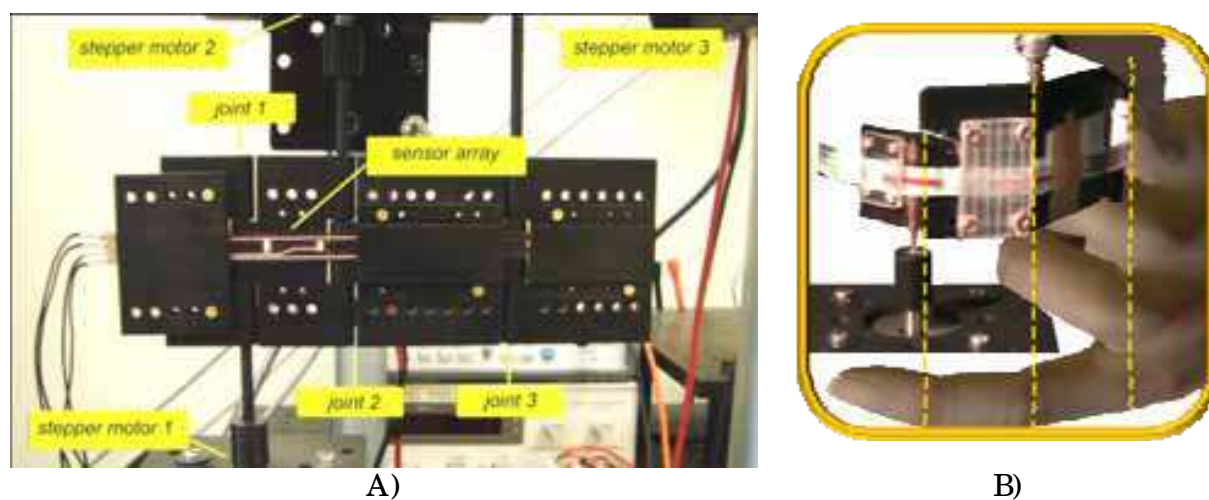 stepper motor 2
stepper motor 3
joint 1
sensor array
joint 2
joint 3
stepper motor 1
A)
B)